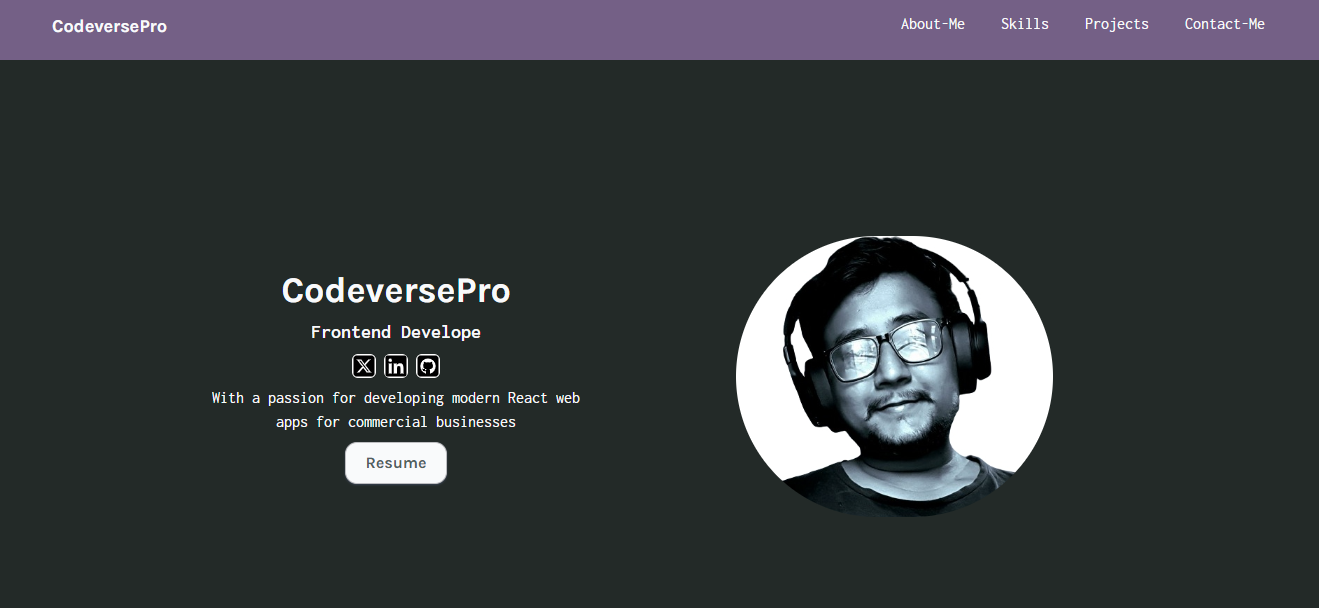 CodeversePro
About-Me Skills Projects Contact-Me
CodeversePro
Frontend Develope
X in
With a passion for developing modern React web
apps for commercial businesses
Resume